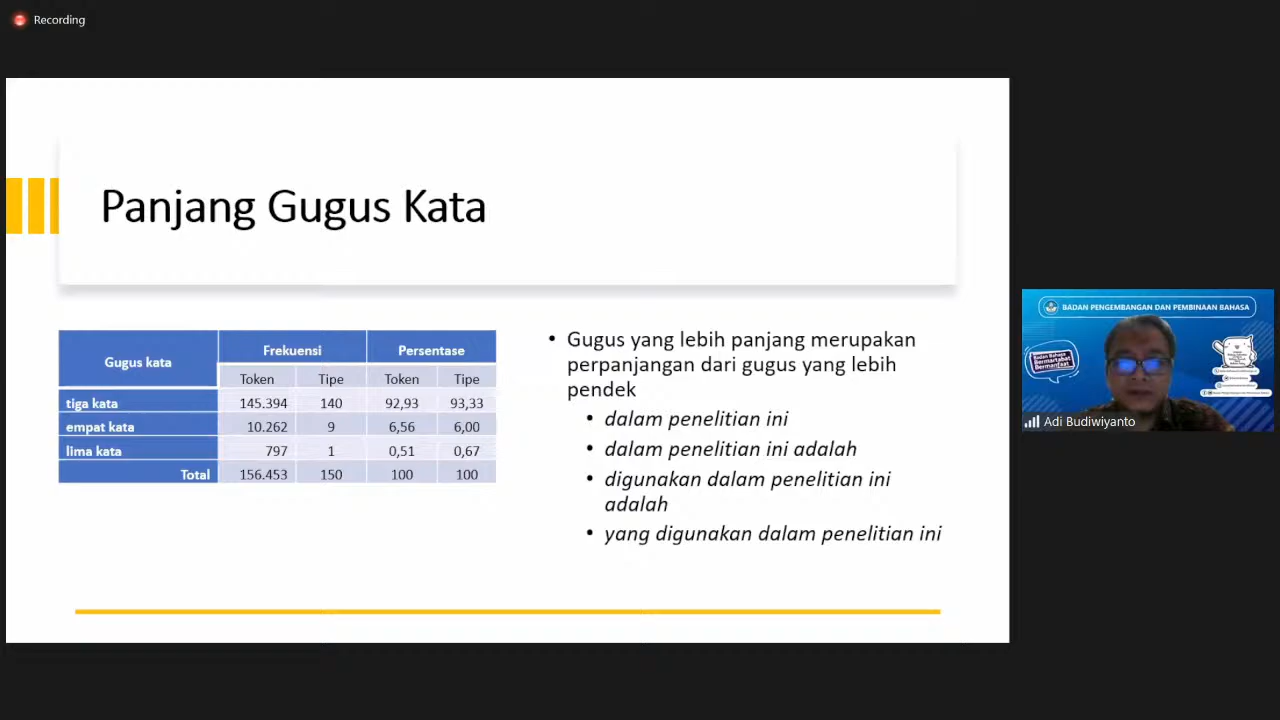 Recording
Panjang Gugus Kata
Gugus kata Frekuensi Persentase
Token Tipe Token Tipe
tiga kata 145.394 140 92,93 93,33
empat kata 10.262 9 6,56 6,00
lima kata 797 1 0,51 0,67
Total 156.453 150 100 100
• Gugus yang lebih panjang merupakan
perpanjangan dari gugus yang lebih
pendek
• dalam penelitian ini
• dalam penelitian ini adalah
• digunakan dalam penelitian ini
adalah
• yang digunakan dalam penelitian ini
BADAN PENGEMBANGAN DAN PEMBINAAN BAHASA
Badan Bahasa
Bermartabat
Bermanfaat
Adi Budiwiyanto